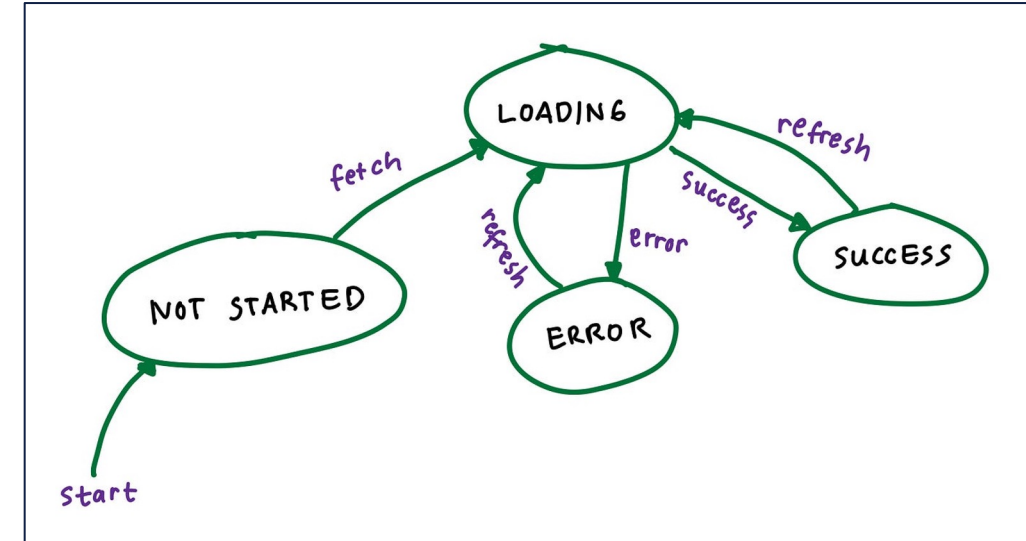 LOADING
refresh
fetch
success
refresh
error
SUCCESS
NOT STARTED
ERROR
start